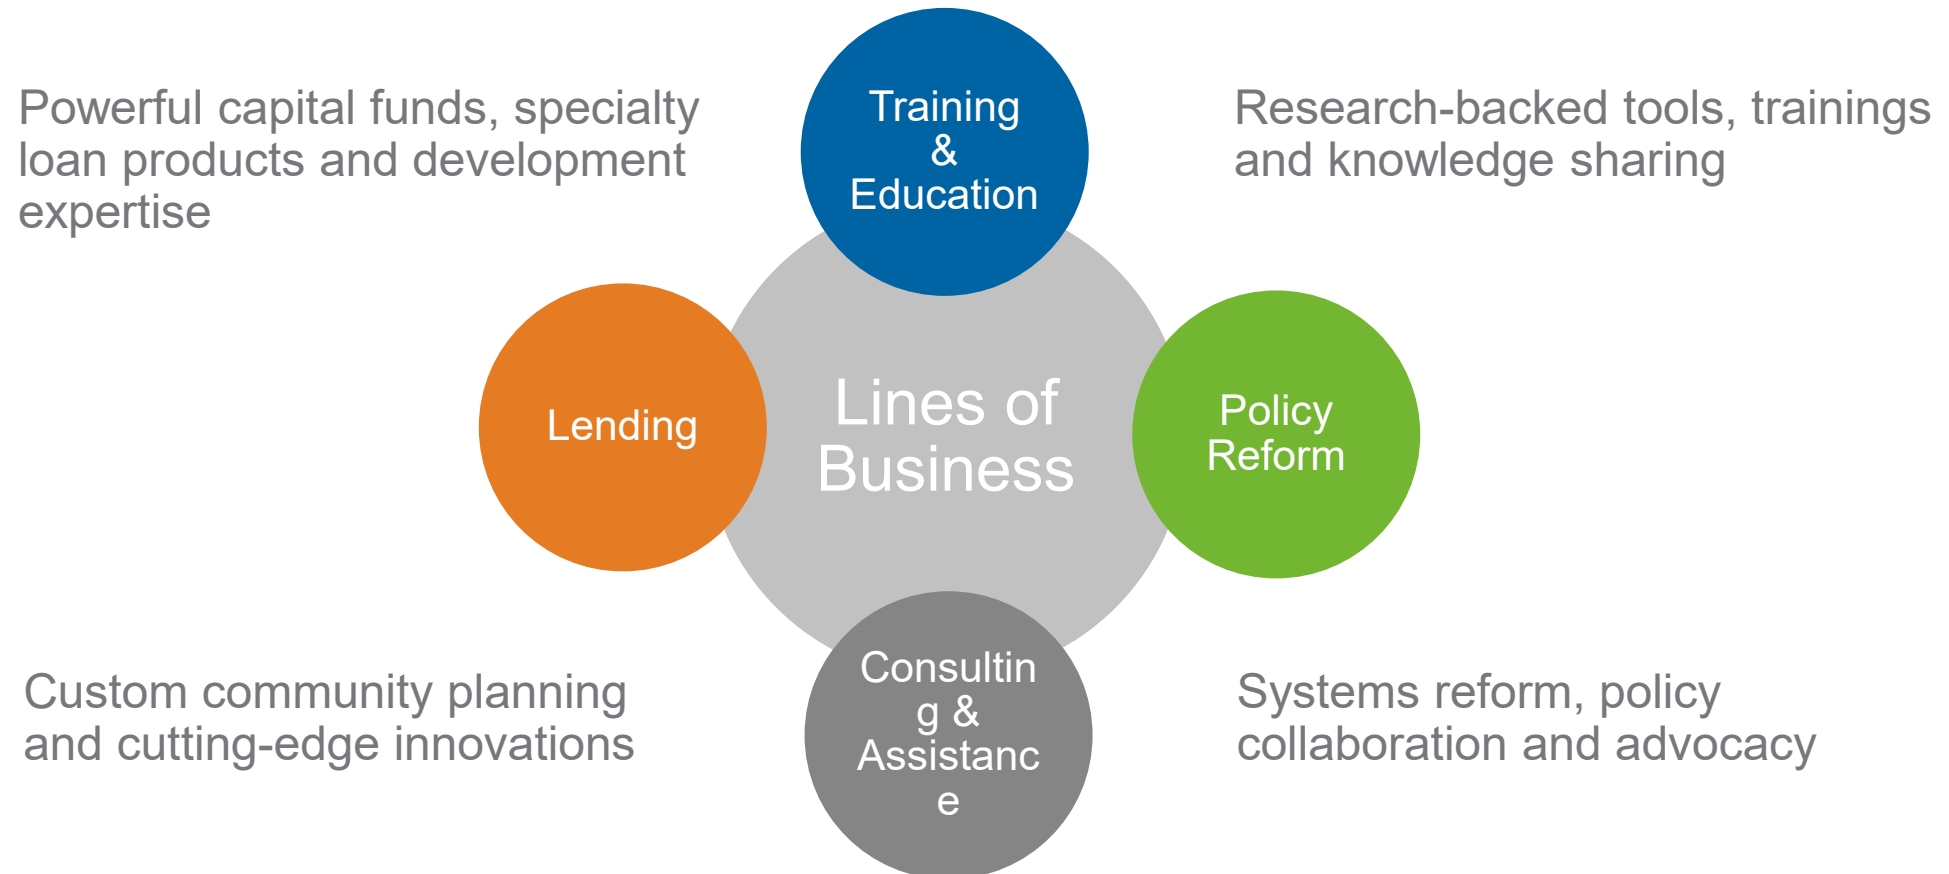 Powerful capital funds, specialty
loan products and development
expertise
Training
&
Education
Research-backed tools, trainings
and knowledge sharing
Lending
Lines of
Business
Policy
Reform
Custom community planning
and cutting-edge innovations
Consultin
g &
Assistanc
e
Systems reform, policy
collaboration and advocacy